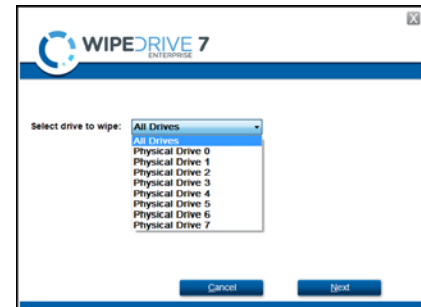 WIPEDRIVE 7
ENTERPRISE
Select drive to wipe: All Drives
All Drives
Physical Drive 0
Physical Drive 1
Physical Drive 2
Physical Drive 3
Physical Drive 4
Physical Drive 5
Physical Drive 6
Physical Drive 7
Cancel Next